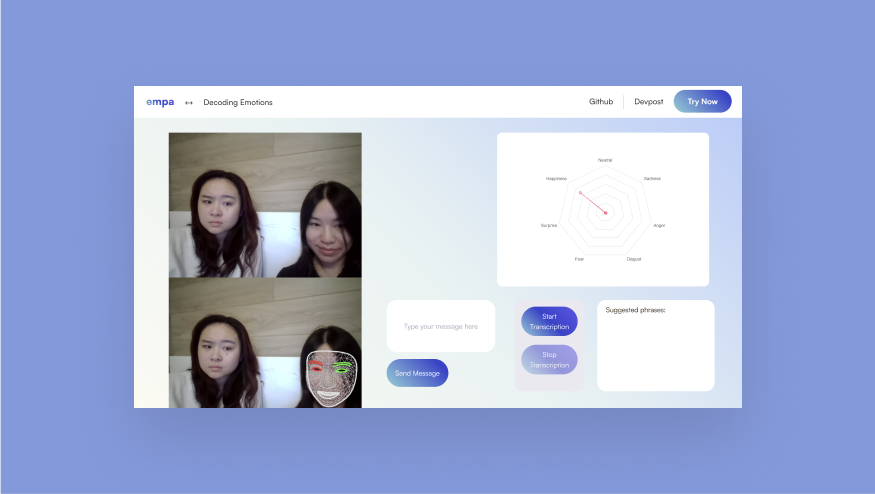 empa ↔ Decoding Emotions Github Devpost Try Now
Neutral
Happiness
Sadness
Surprise
Anger
Fear
Disgust
Type your message here
Send Message
Start
Transcription
Stop
Transcription
Suggested phrases: